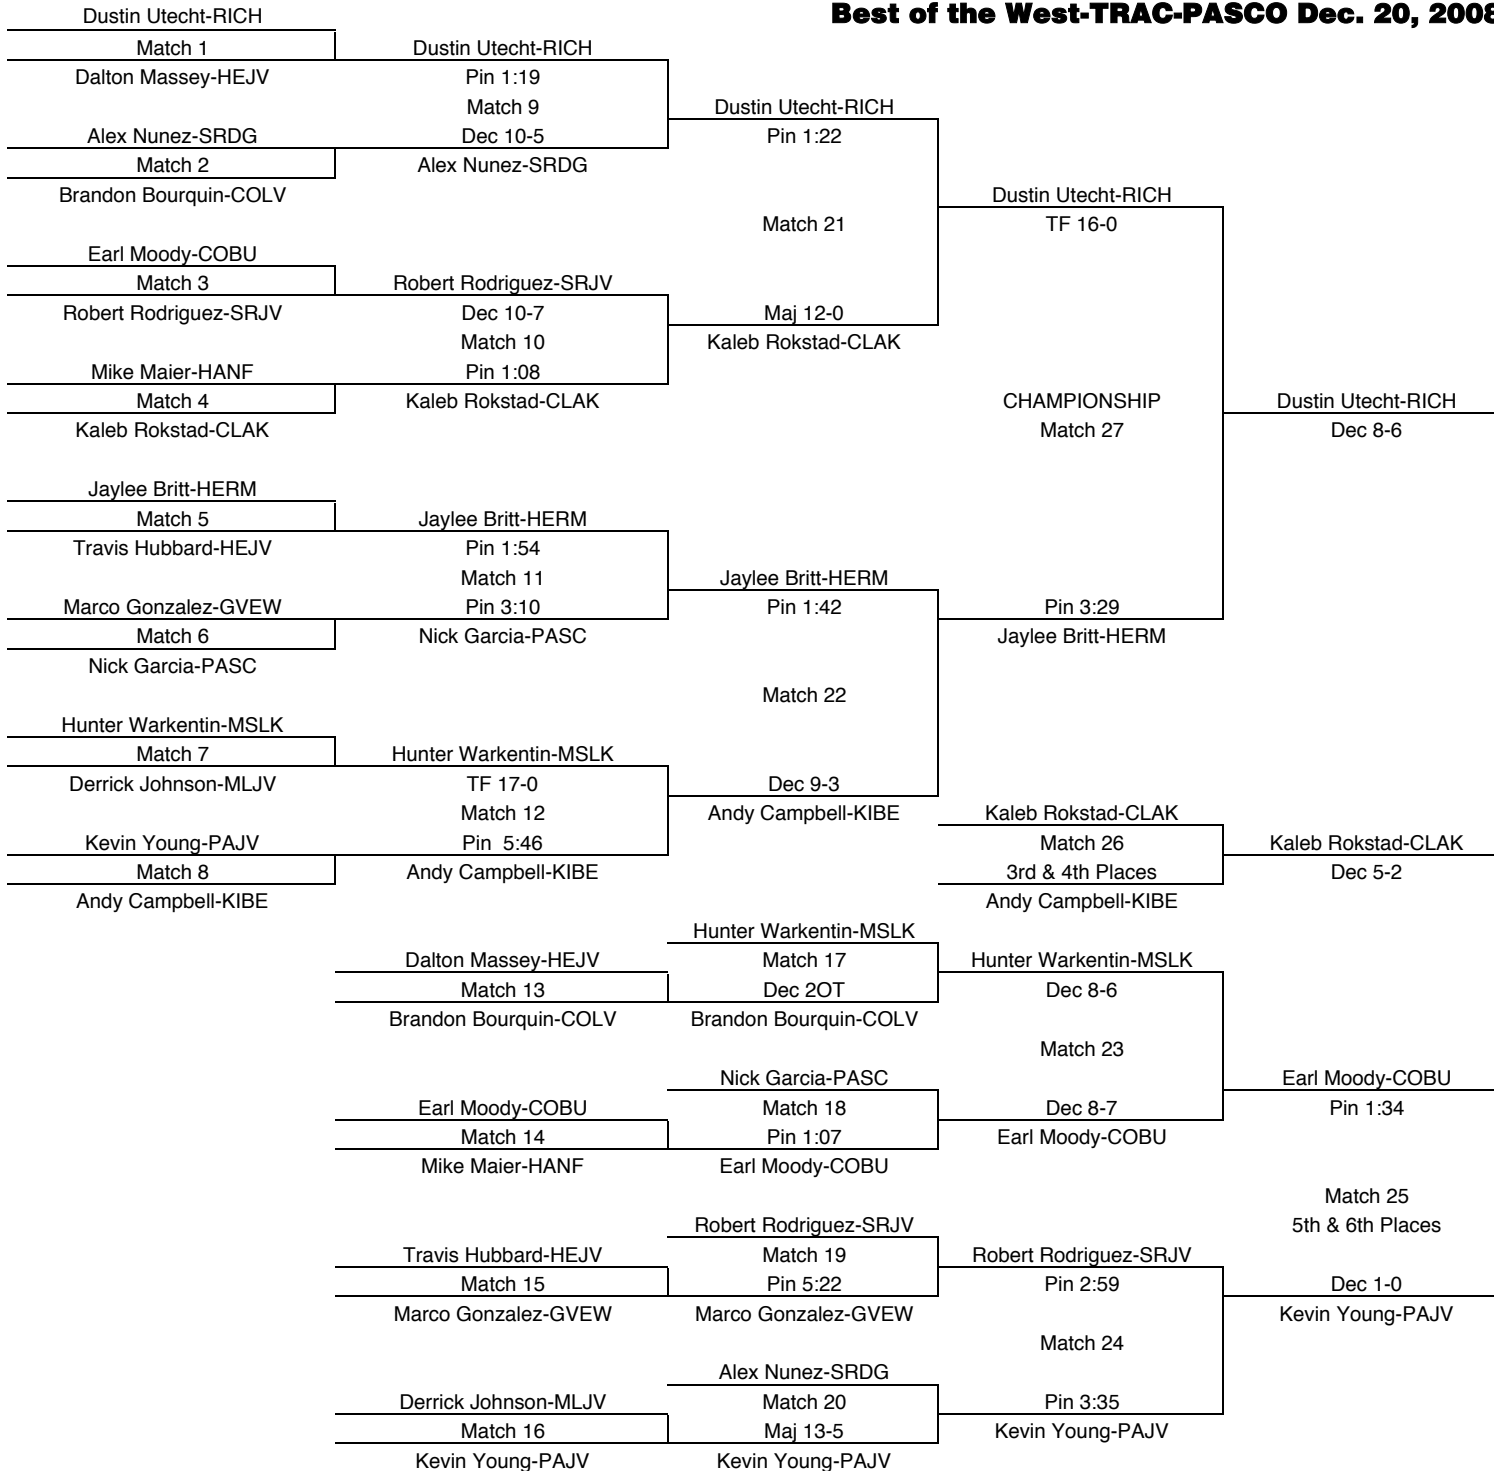 Best of the West-TRAC-PASCO Dec. 20, 2008
Dustin Utecht-RICH
Match 1
Dalton Massey-HEJV
Alex Nunez-SRDG
Match 2
Brandon Bourquin-COLV
Earl Moody-COBU
Match 3
Robert Rodriguez-SRJV
Mike Maier-HANF
Match 4
Kaleb Rokstad-CLAK
Jaylee Britt-HERM
Match 5
Travis Hubbard-HEJV
Marco Gonzalez-GVEW
Match 6
Nick Garcia-PASC
Hunter Warkentin-MSLK
Match 7
Derrick Johnson-MLJV
Kevin Young-PAJV
Match 8
Andy Campbell-KIBE
Dustin Utecht-RICH
Pin 1:19
Match 9
Dec 10-5
Alex Nunez-SRDG
Robert Rodriguez-SRJV
Dec 10-7
Match 10
Pin 1:08
Kaleb Rokstad-CLAK
Jaylee Britt-HERM
Pin 1:54
Match 11
Pin 3:10
Nick Garcia-PASC
Hunter Warkentin-MSLK
TF 17-0
Match 12
Pin 5:46
Andy Campbell-KIBE
Dustin Utecht-RICH
Pin 1:22
Match 21
Maj 12-0
Kaleb Rokstad-CLAK
Jaylee Britt-HERM
Pin 1:42
Match 22
Dec 9-3
Andy Campbell-KIBE
Dustin Utecht-RICH
TF 16-0
CHAMPIONSHIP
Match 27
Pin 3:29
Jaylee Britt-HERM
Dustin Utecht-RICH
Dec 8-6
Kaleb Rokstad-CLAK
Match 26
3rd & 4th Places
Andy Campbell-KIBE
Kaleb Rokstad-CLAK
Dec 5-2
Dalton Massey-HEJV
Match 13
Brandon Bourquin-COLV
Earl Moody-COBU
Match 14
Mike Maier-HANF
Travis Hubbard-HEJV
Match 15
Marco Gonzalez-GVEW
Derrick Johnson-MLJV
Match 16
Kevin Young-PAJV
Hunter Warkentin-MSLK
Match 17
Dec 2OT
Brandon Bourquin-COLV
Nick Garcia-PASC
Match 18
Pin 1:07
Earl Moody-COBU
Robert Rodriguez-SRJV
Match 19
Pin 5:22
Marco Gonzalez-GVEW
Alex Nunez-SRDG
Match 20
Maj 13-5
Kevin Young-PAJV
Hunter Warkentin-MSLK
Dec 8-6
Match 23
Dec 8-7
Earl Moody-COBU
Robert Rodriguez-SRJV
Pin 2:59
Match 24
Pin 3:35
Kevin Young-PAJV
Earl Moody-COBU
Pin 1:34
Match 25
5th & 6th Places
Dec 1-0
Kevin Young-PAJV